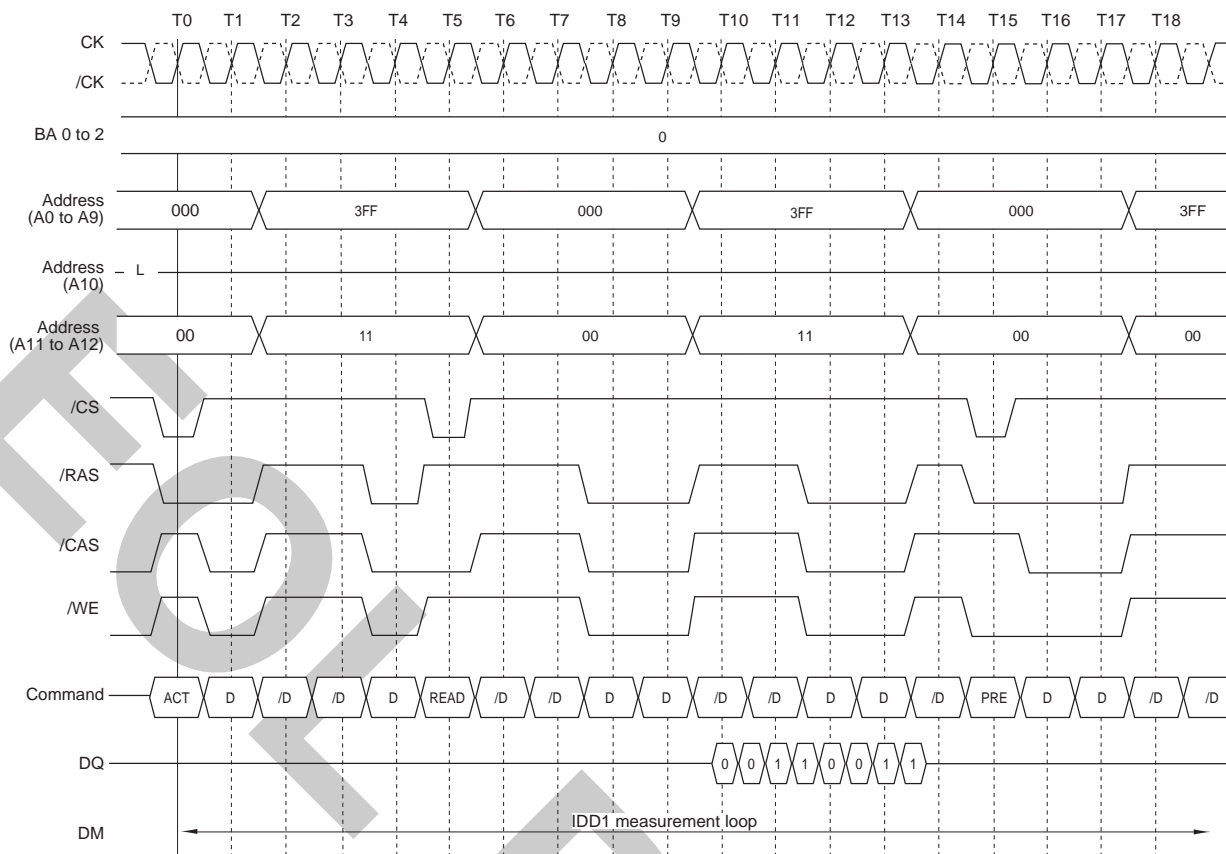 T0 T1 T2 T3 T4 T5 T6 T7 T8 T9 T10 T11 T12 T13 T14 T15 T16 T17 T18
CK
/CK
BA 0 to 2 0
Address
(A0 to A9) 000 3FF 000 3FF 000 3FF
Address
(A10) L
Address
(A11 to A12) 00 11 00 11 00 00
/CS
/RAS
/CAS
/WE
Command ACT D /D /D D READ /D /D D D /D /D D D /D PRE D D /D /D
DQ 0 0 1 1 0 0 1 1
IDD1 measurement loop
DM